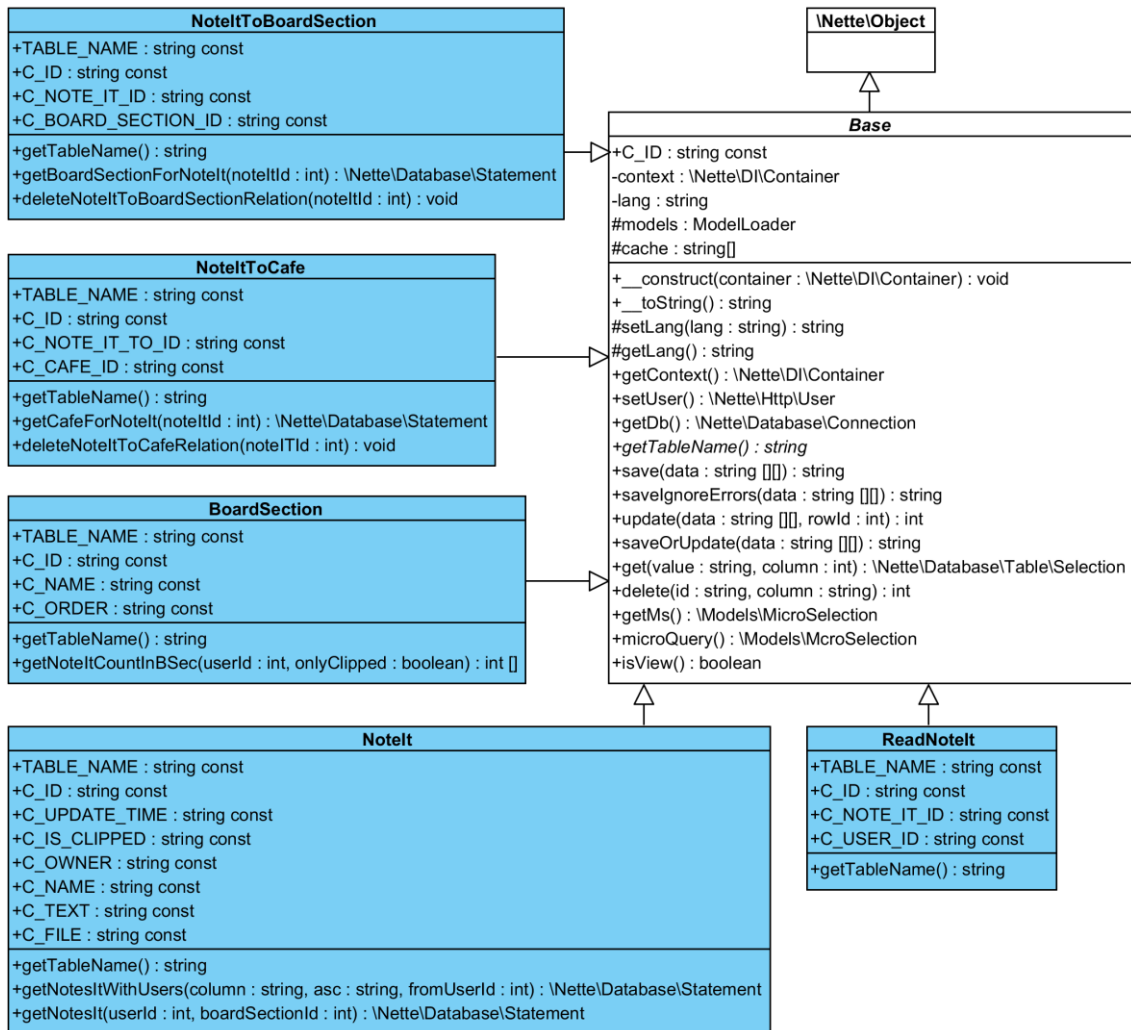 NoteItToBoardSection
+TABLE_NAME : string const
+C_ID : string const
+C_NOTE_IT_ID : string const
+C_BOARD_SECTION_ID : string const
+getTableName() : string
+getBoardSectionForNoteIt(noteItId : int) : \Nette\Database\Statement
+deleteNoteItToBoardSectionRelation(noteItId : int) : void
\Nette\Object
Base
+C_ID : string const
-context : \Nette\DI\Container
-lang : string
#models : ModelLoader
#cache : string[]
+__construct(container : \Nette\DI\Container) : void
+__toString() : string
#setLang(lang : string) : string
#getLang() : string
+getContext() : \Nette\DI\Container
+setUser() : \Nette\Http\User
+getDb() : \Nette\Database\Connection
+getTableName() : string
+save(data : string [][]) : string
+saveIgnoreErrors(data : string [][]) : string
+update(data : string [][], rowId : int) : int
+saveOrUpdate(data : string [][]) : string
+get(value : string, column : int) : \Nette\Database\Table\Selection
+delete(id : string, column : string) : int
+getMs() : \Models\MicroSelection
+microQuery() : \Models\McroSelection
+isView() : boolean
NoteItToCafe
+TABLE_NAME : string const
+C_ID : string const
+C_NOTE_IT_TO_ID : string const
+C_CAFE_ID : string const
+getTableName() : string
+getCafeForNoteIt(noteItId : int) : \Nette\Database\Statement
+deleteNoteItToCafeRelation(noteITId : int) : void
BoardSection
+TABLE_NAME : string const
+C_ID : string const
+C_NAME : string const
+C_ORDER : string const
+getTableName() : string
+getNoteItCountInBSec(userId : int, onlyClipped : boolean) : int []
NoteIt
+TABLE_NAME : string const
+C_ID : string const
+C_UPDATE_TIME : string const
+C_IS_CLIPPED : string const
+C_OWNER : string const
+C_NAME : string const
+C_TEXT : string const
+C_FILE : string const
+getTableName() : string
+getNotesItWithUsers(column : string, asc : string, fromUserId : int) : \Nette\Database\Statement
+getNotesIt(userId : int, boardSectionId : int) : \Nette\Database\Statement
ReadNoteIt
+TABLE_NAME : string const
+C_ID : string const
+C_NOTE_IT_ID : string const
+C_USER_ID : string const
+getTableName() : string